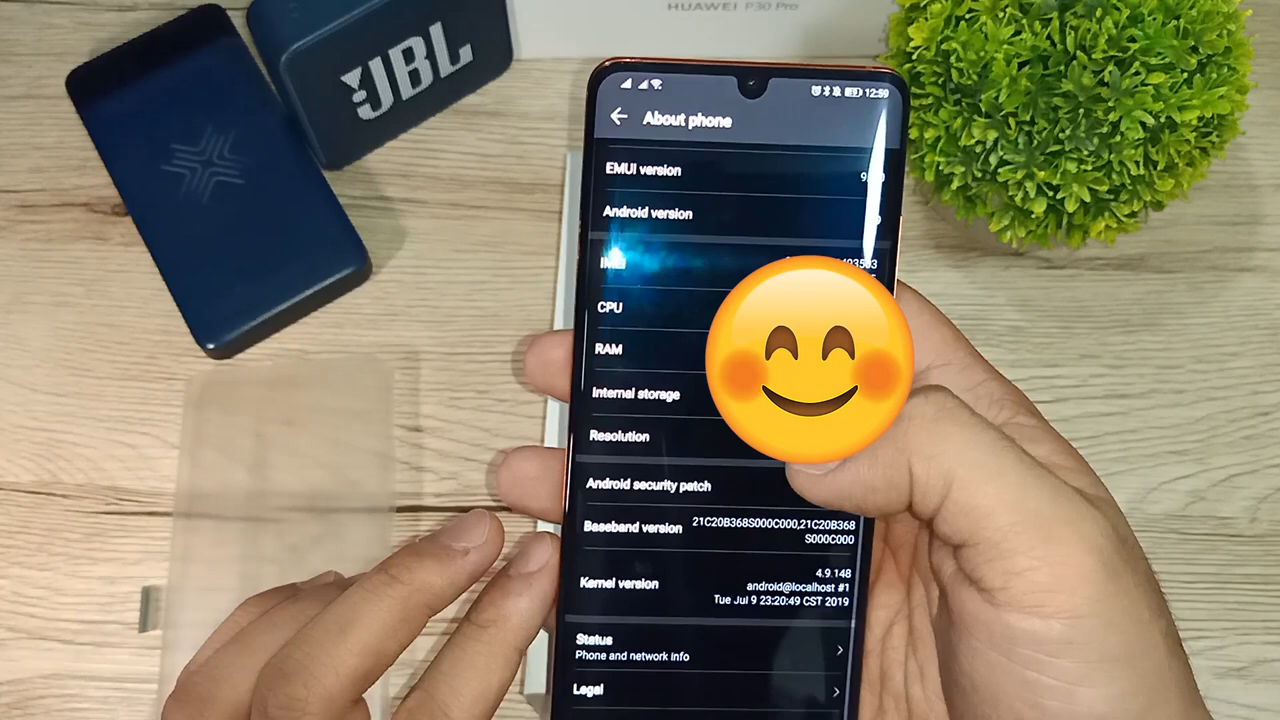 HUAWEI P30 Pro
JBL
12:59
About phone
EMUI version
Android version
CPU
RAM
Internal storage
Resolution
Android security patch
Baseband version 21C20B368S000C000,21C20B368
S000C000
Kernel version
4.9.148
android@localhost #1
Tue Jul 9 23:20:49 CST 2019
Status
Phone and network info
Legal